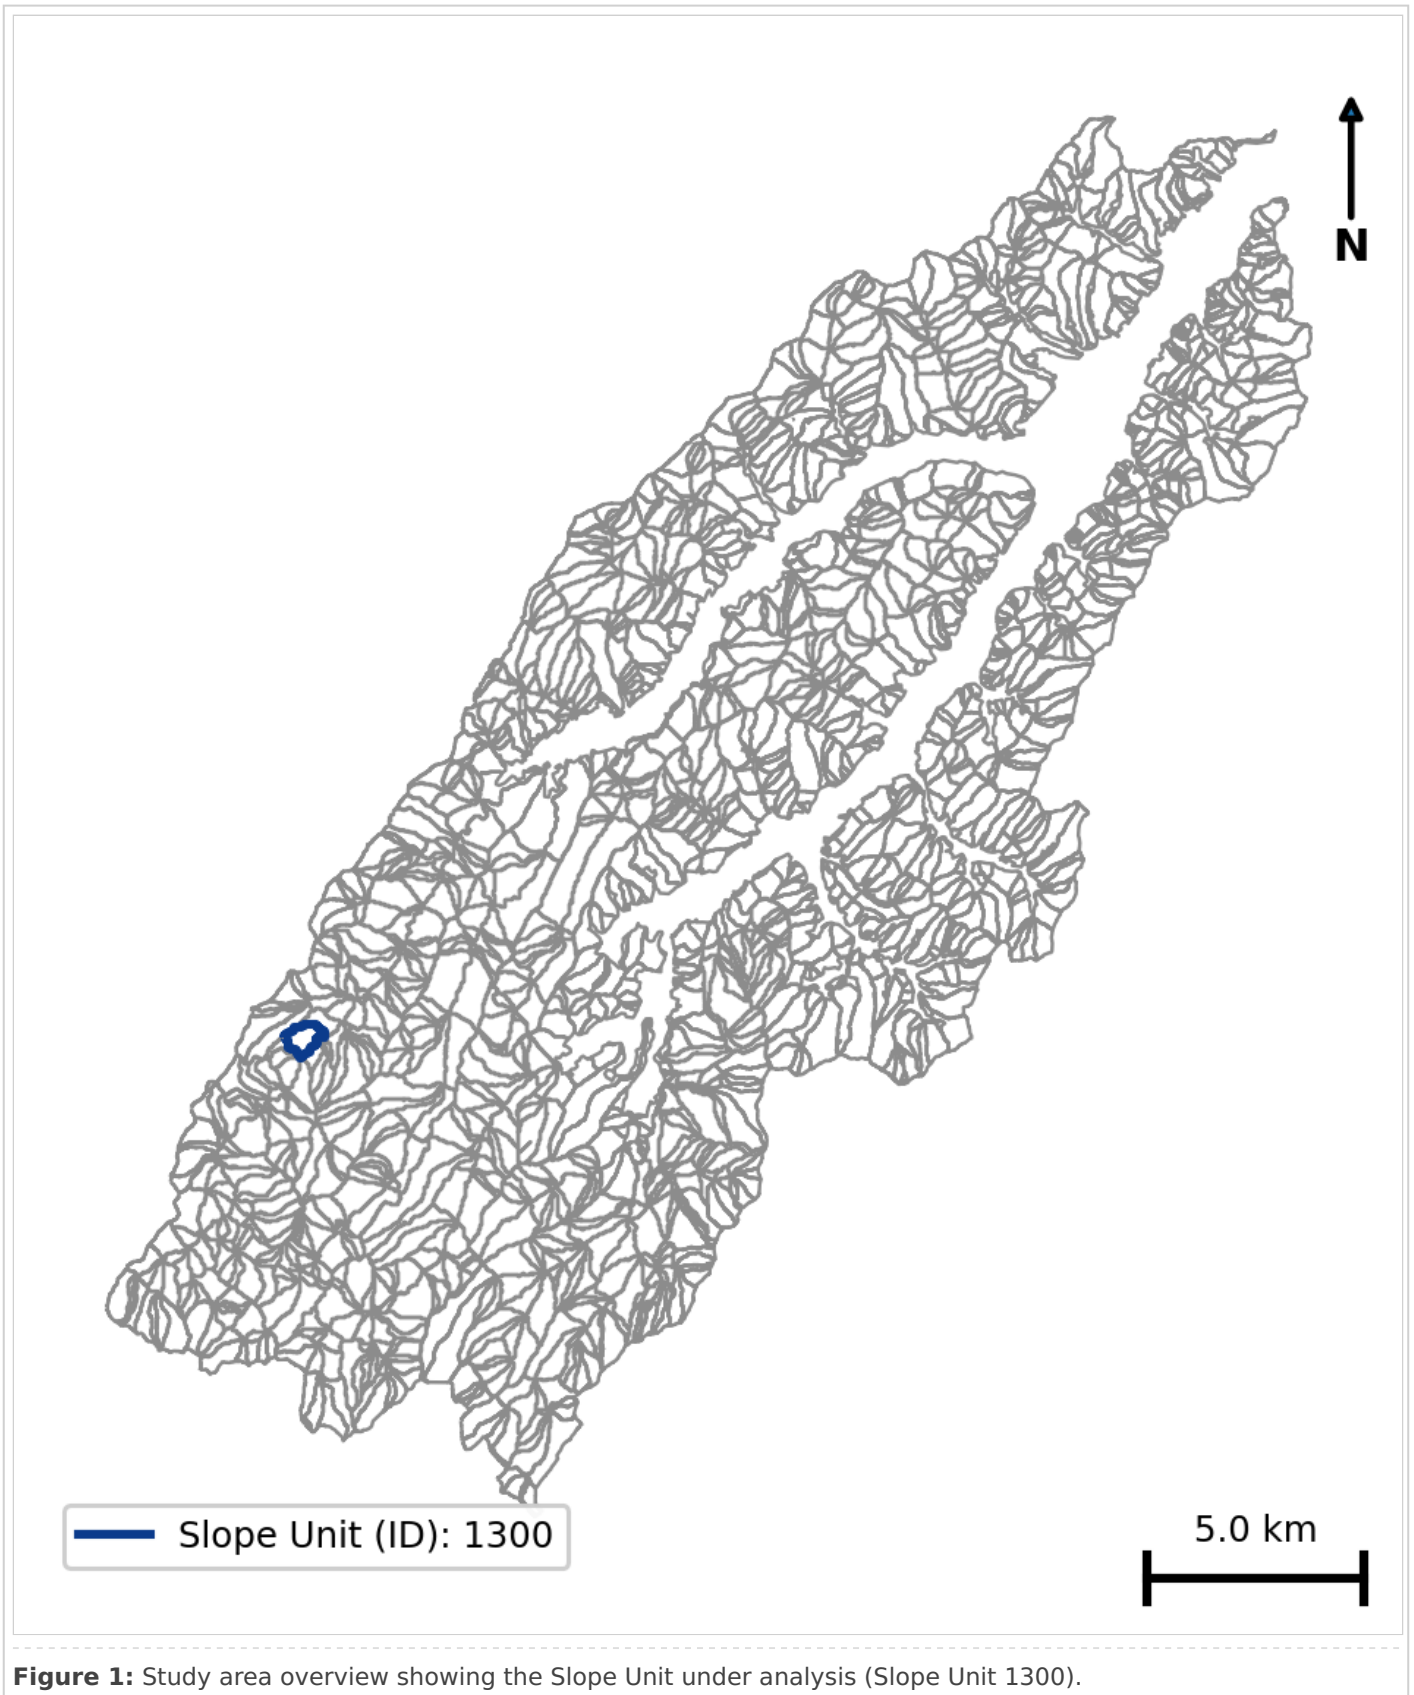 N
Slope Unit (ID): 1300
5.0 km
Figure 1: Study area overview showing the Slope Unit under analysis (Slope Unit 1300).